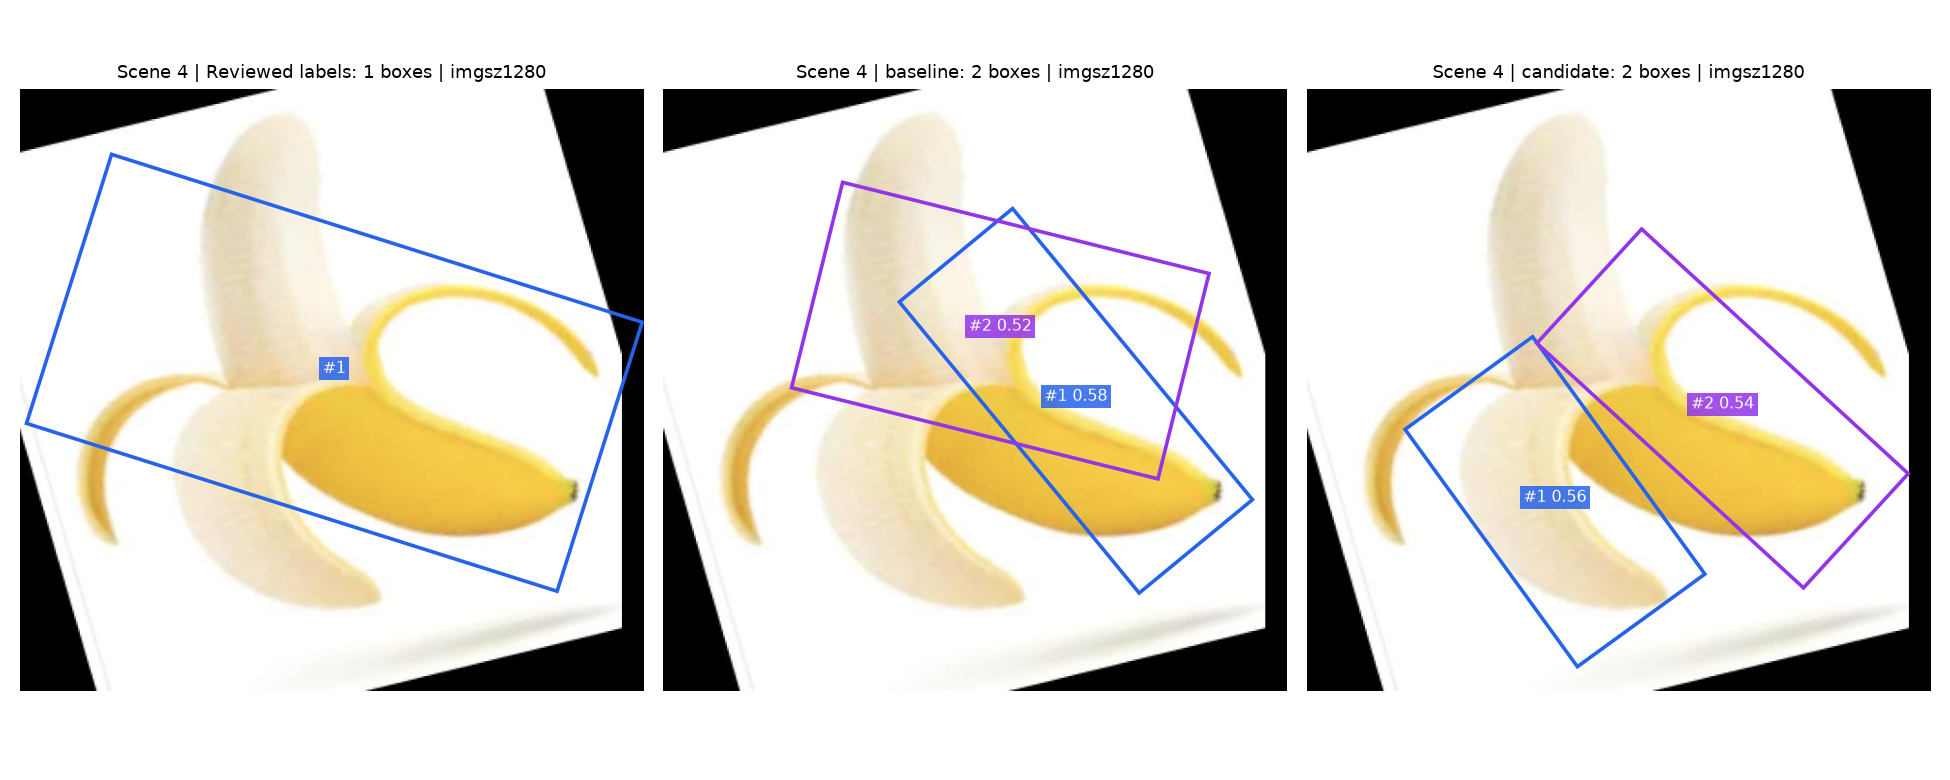 Scene 4 | Reviewed labels: 1 boxes | imgsz1280
#1
Scene 4 | baseline: 2 boxes | imgsz1280
#2 0.52
#1 0.58
Scene 4 | candidate: 2 boxes | imgsz1280
#2 0.54
#1 0.56